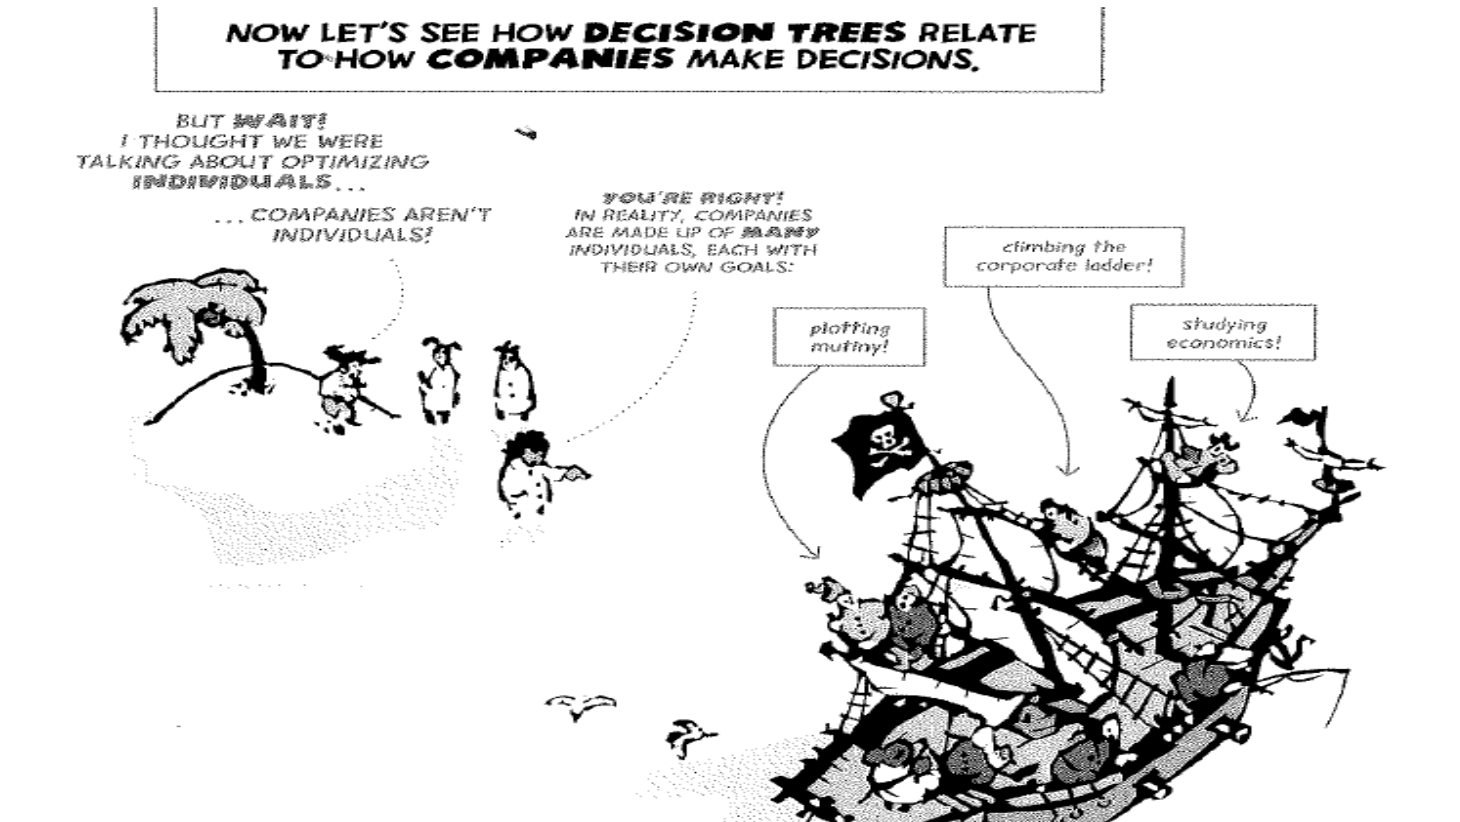 NOW LET'S SEE HOW DECISION TREES RELATE
TO HOW COMPANIES MAKE DECISIONS.
BUT WAIT!
I THOUGHT WE WERE
TALKING ABOUT OPTIMIZING
INDIVIDUALS...
...COMPANIES AREN'T
INDIVIDUALS!
YOU'RE RIGHT!
IN REALITY, COMPANIES
ARE MADE UP OF MANY
INDIVIDUALS, EACH WITH
THEIR OWN GOALS:
plotting
mutiny!
climbing the
corporate ladder!
studying
economics!